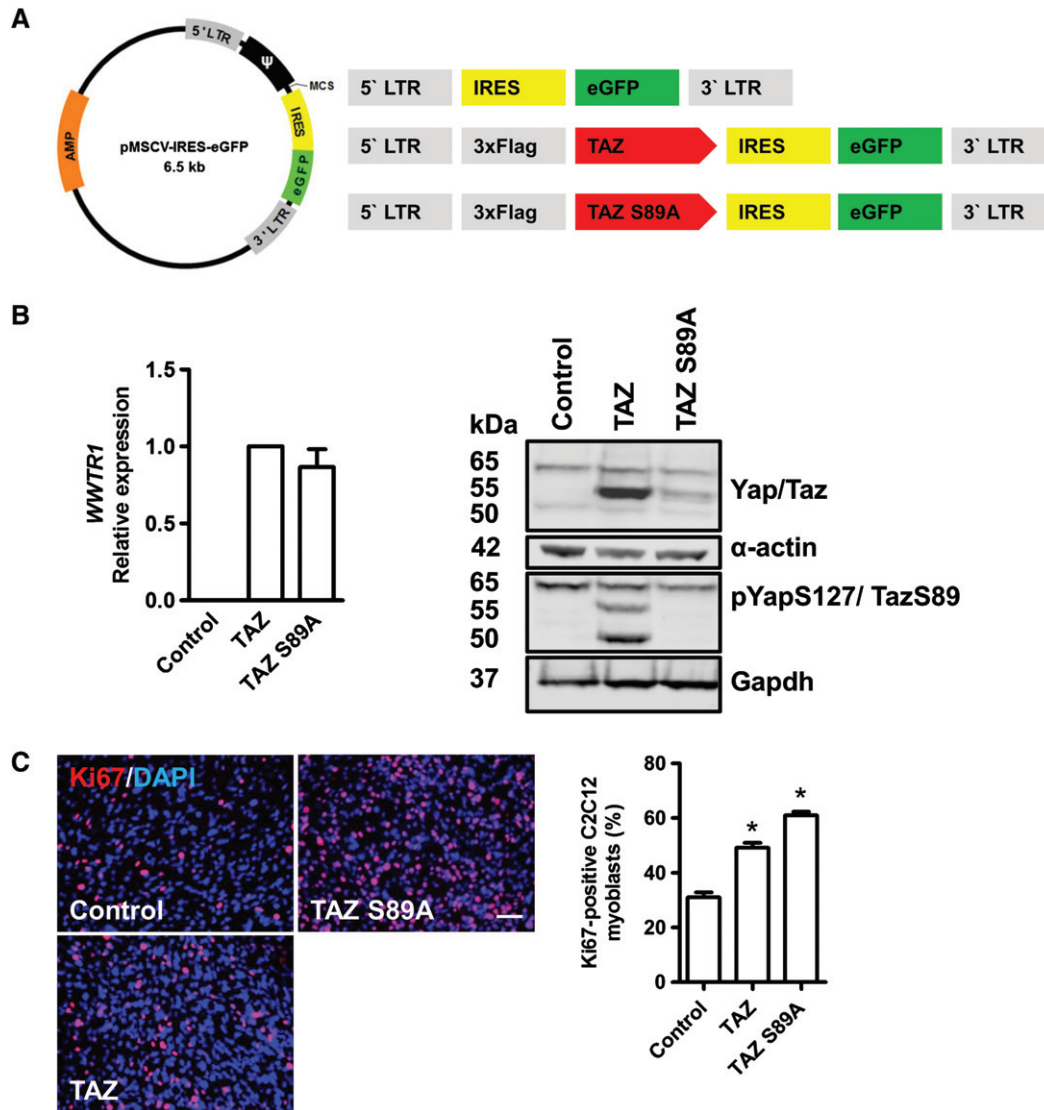 A
5'LTR
Ψ
MCS
IRES
eGFP
3'LTR
AMP
pMSCV-IRES-eGFP
6.5 kb
5` LTR IRES eGFP 3` LTR
5` LTR 3xFlag TAZ IRES eGFP 3` LTR
5` LTR 3xFlag TAZ S89A IRES eGFP 3` LTR
B
WWTR1
Relative expression
1.5
1.0
0.5
0.0
Control
TAZ
TAZ S89A
Control
TAZ
TAZ S89A
kDa
65
55
50
Yap/Taz
42
α-actin
65
55
50
pYapS127/ TazS89
37
Gapdh
C
Ki67/DAPI
Control
TAZ S89A
TAZ
Ki67-positive C2C12
myoblasts (%)
80
60
40
20
0
*
*
Control
TAZ
TAZ S89A